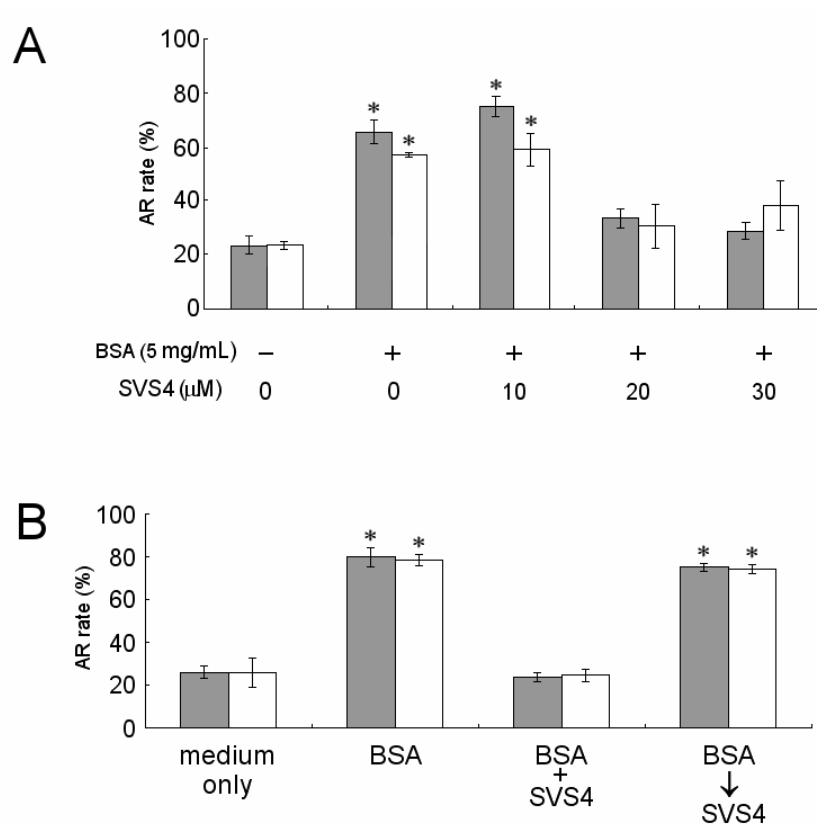 A
100
80
60
40
20
0
AR rate (%)
* * * *
BSA (5 mg/mL) − + + + +
SVS4 (μM) 0 0 10 20 30
B
100
80
60
40
20
0
AR rate (%)
* * * *
medium only
BSA
BSA + SVS4
BSA ↓ SVS4